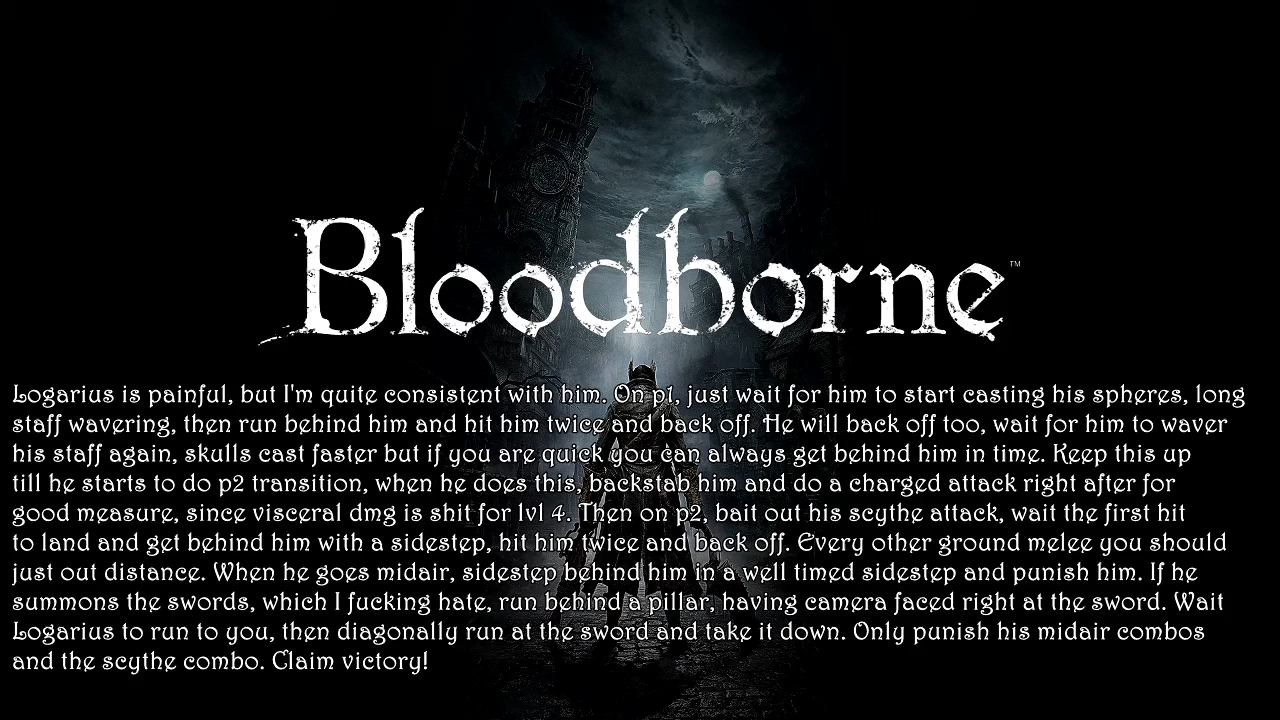 Bloodborne™
Logarius is painful, but I'm quite consistent with him. On p1, just wait for him to start casting his spheres, long
staff wavering, then run behind him and hit him twice and back off. He will back off too, wait for him to waver
his staff again, skulls cast faster but if you are quick you can always get behind him in time. Keep this up
till he starts to do p2 transition, when he does this, backstab him and do a charged attack right after for
good measure, since visceral dmg is shit for lvl 4. Then on p2, bait out his scythe attack, wait the first hit
to land and get behind him with a sidestep, hit him twice and back off. Every other ground melee you should
just out distance. When he goes midair, sidestep behind him in a well timed sidestep and punish him. If he
summons the swords, which I fucking hate, run behind a pillar, having camera faced right at the sword. Wait
Logarius to run to you, then diagonally run at the sword and take it down. Only punish his midair combos
and the scythe combo. Claim victory!